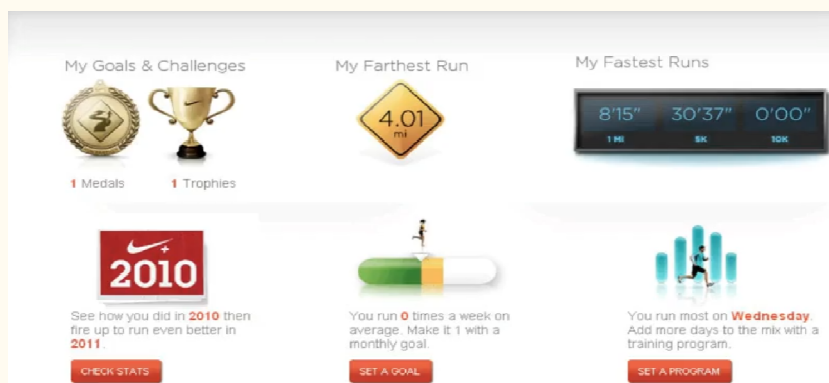 My Goals & Challenges
My Farthest Run
My Fastest Runs
4.01
mi
8'15"
30'37"
0'00"
1 MI
5K
10K
1 Medals
1 Trophies
2010
See how you did in 2010 then
fire up to run even better in
2011.
CHECK STATS
You run 0 times a week on
average. Make it 1 with a
monthly goal.
SET A GOAL
You run most on Wednesday.
Add more days to the mix with a
training program.
SET A PROGRAM